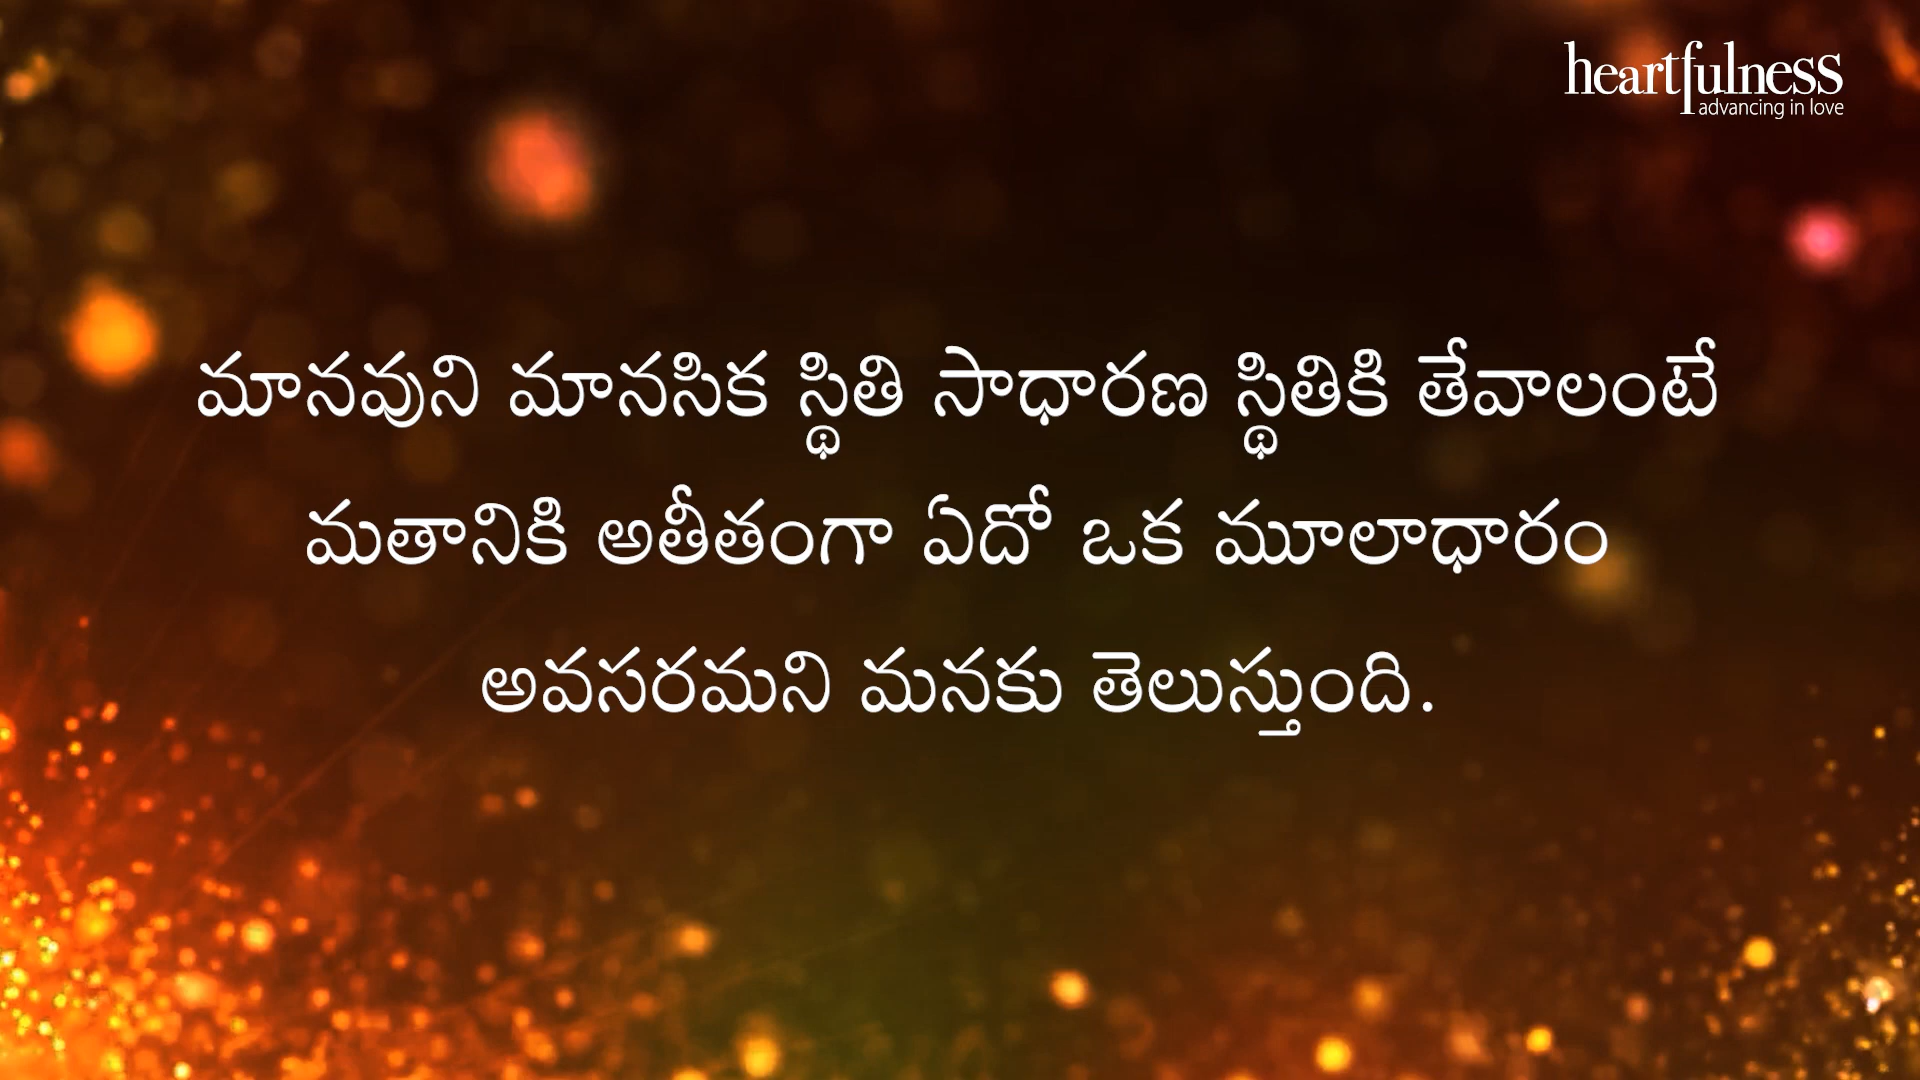 heartfulness
advancing in love
మానవుని మానసిక స్థితి సాధారణ స్థితికి తేవాలంటే
మతానికి అతీతంగా ఏదో ఒక మూలాధారం
అవసరమని మనకు తెలుస్తుంది.